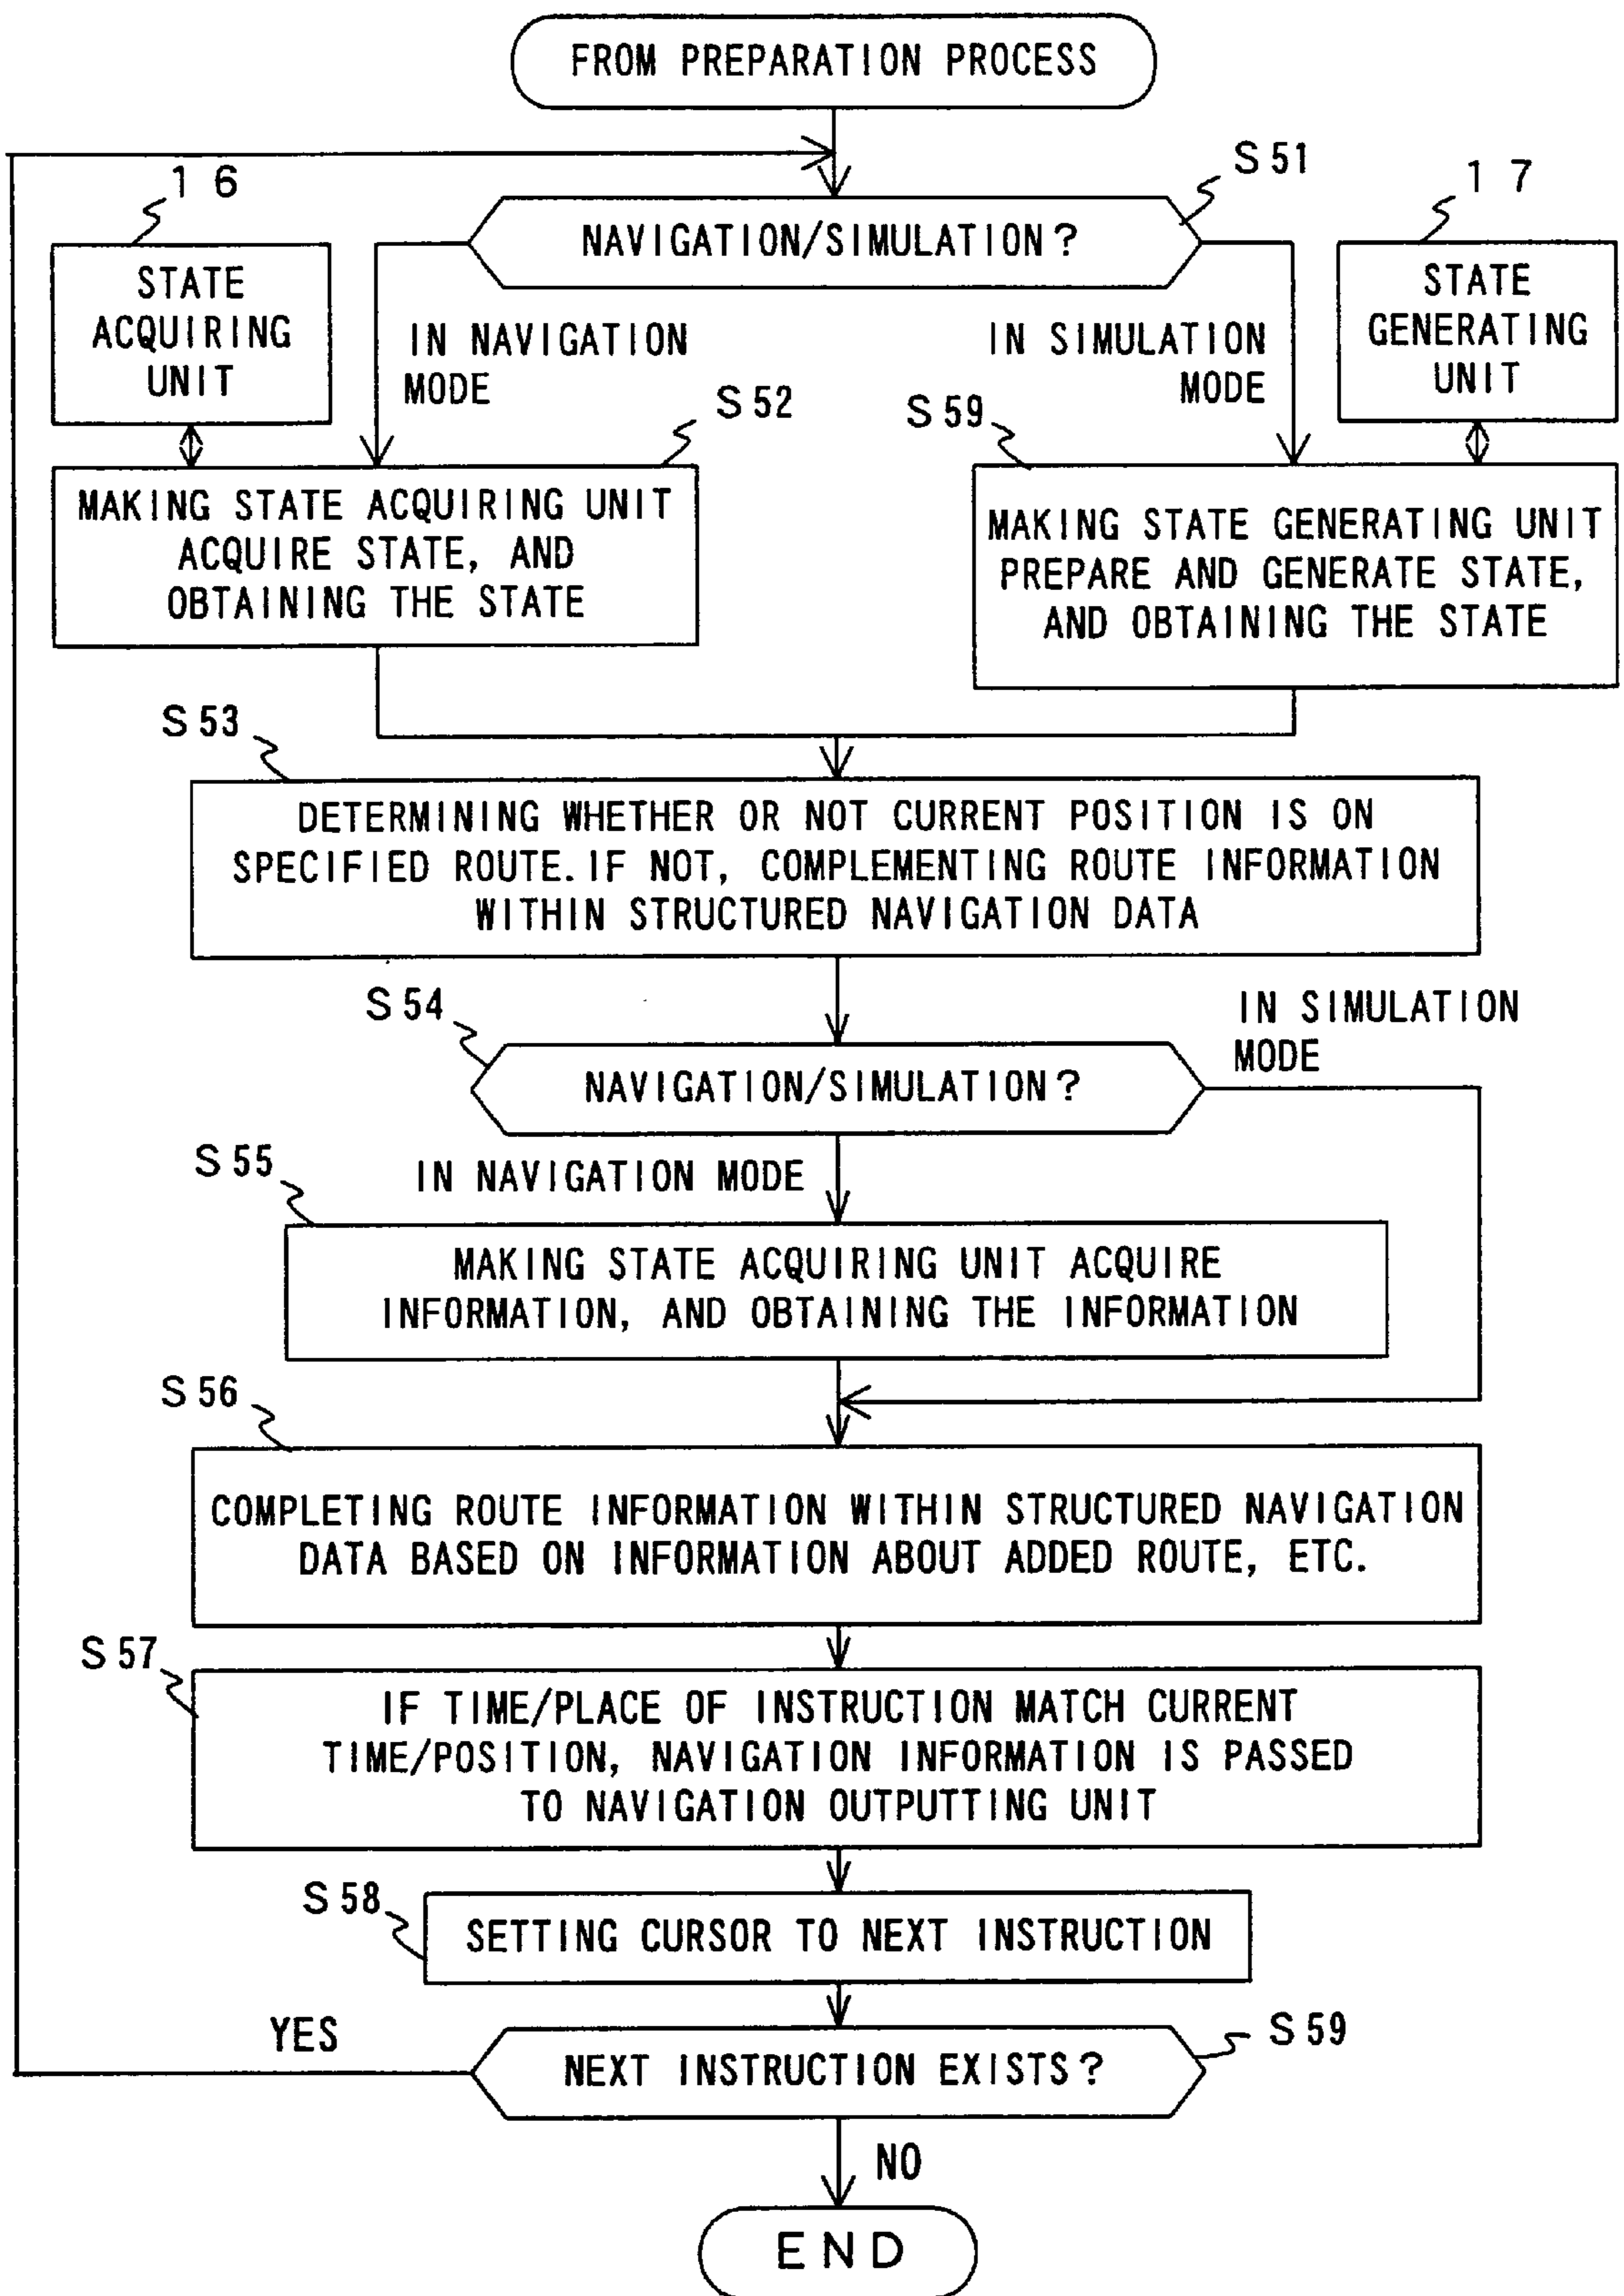 FROM PREPARATION PROCESS
16
S51
17
NAVIGATION/SIMULATION?
STATE
ACQUIRING
UNIT
STATE
GENERATING
UNIT
IN NAVIGATION
MODE
IN SIMULATION
MODE
S52
S59
MAKING STATE ACQUIRING UNIT
ACQUIRE STATE, AND
OBTAINING THE STATE
MAKING STATE GENERATING UNIT
PREPARE AND GENERATE STATE,
AND OBTAINING THE STATE
S53
DETERMINING WHETHER OR NOT CURRENT POSITION IS ON
SPECIFIED ROUTE. IF NOT, COMPLEMENTING ROUTE INFORMATION
WITHIN STRUCTURED NAVIGATION DATA
S54
IN SIMULATION
MODE
NAVIGATION/SIMULATION?
S55
IN NAVIGATION MODE
MAKING STATE ACQUIRING UNIT ACQUIRE
INFORMATION, AND OBTAINING THE INFORMATION
S56
COMPLETING ROUTE INFORMATION WITHIN STRUCTURED NAVIGATION
DATA BASED ON INFORMATION ABOUT ADDED ROUTE, ETC.
S57
IF TIME/PLACE OF INSTRUCTION MATCH CURRENT
TIME/POSITION, NAVIGATION INFORMATION IS PASSED
TO NAVIGATION OUTPUTTING UNIT
S58
SETTING CURSOR TO NEXT INSTRUCTION
YES
S59
NEXT INSTRUCTION EXISTS?
NO
END